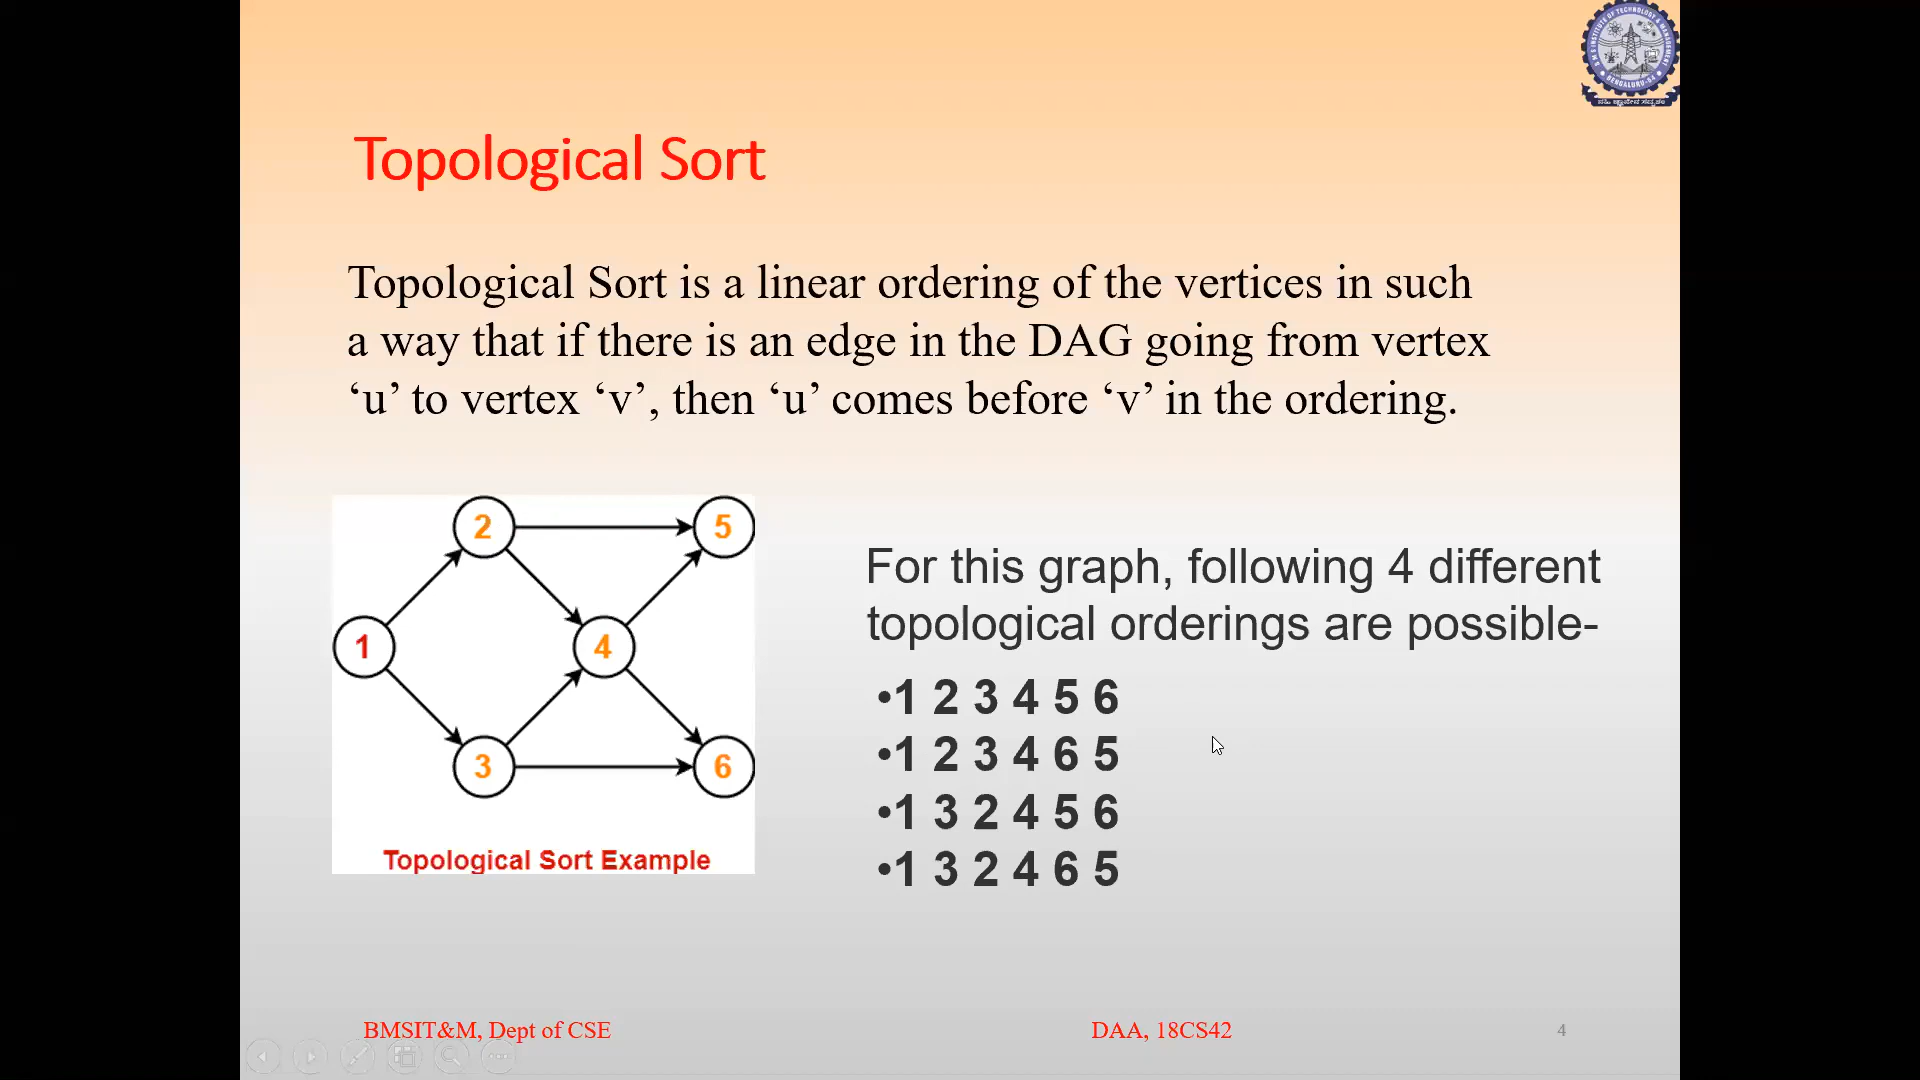 Topological Sort
Topological Sort is a linear ordering of the vertices in such
a way that if there is an edge in the DAG going from vertex
‘u’ to vertex ‘v’, then ‘u’ comes before ‘v’ in the ordering.
2
5
1
4
3
6
Topological Sort Example
For this graph, following 4 different
topological orderings are possible-
•1 2 3 4 5 6
•1 2 3 4 6 5
•1 3 2 4 5 6
•1 3 2 4 6 5
BMSIT&M, Dept of CSE
DAA, 18CS42
4